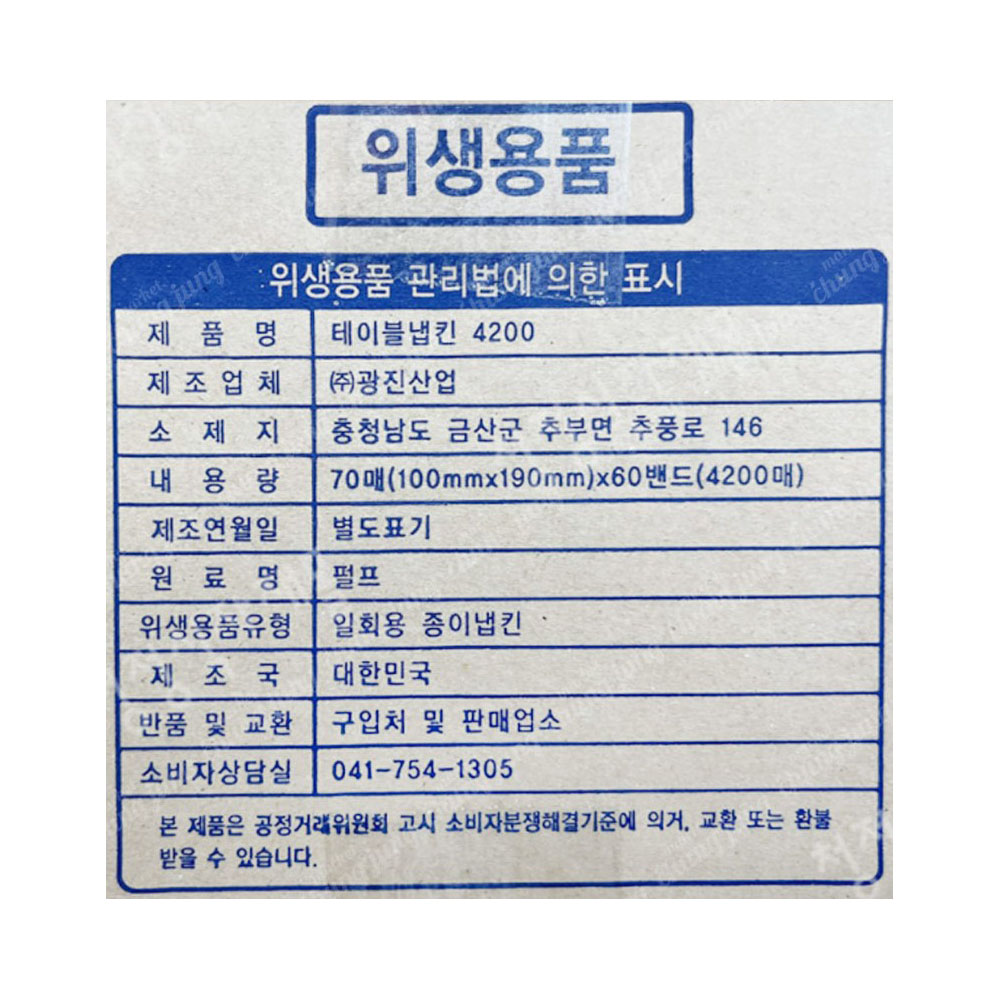 위생용품
위생용품 관리법에 의한 표시
제 품 명 테이블냅킨 4200
제 조 업 체 ㈜광진산업
소 제 지 충청남도 금산군 추부면 추풍로 146
내 용 량 70매(100mmx190mm)x60밴드(4200매)
제조연월일 별도표기
원 료 명 펄프
위생용품유형 일회용 종이냅킨
제 조 국 대한민국
반품 및 교환 구입처 및 판매업소
소비자상담실 041-754-1305
본 제품은 공정거래위원회 고시 소비자분쟁해결기준에 의거, 교환 또는 환불
받을 수 있습니다.